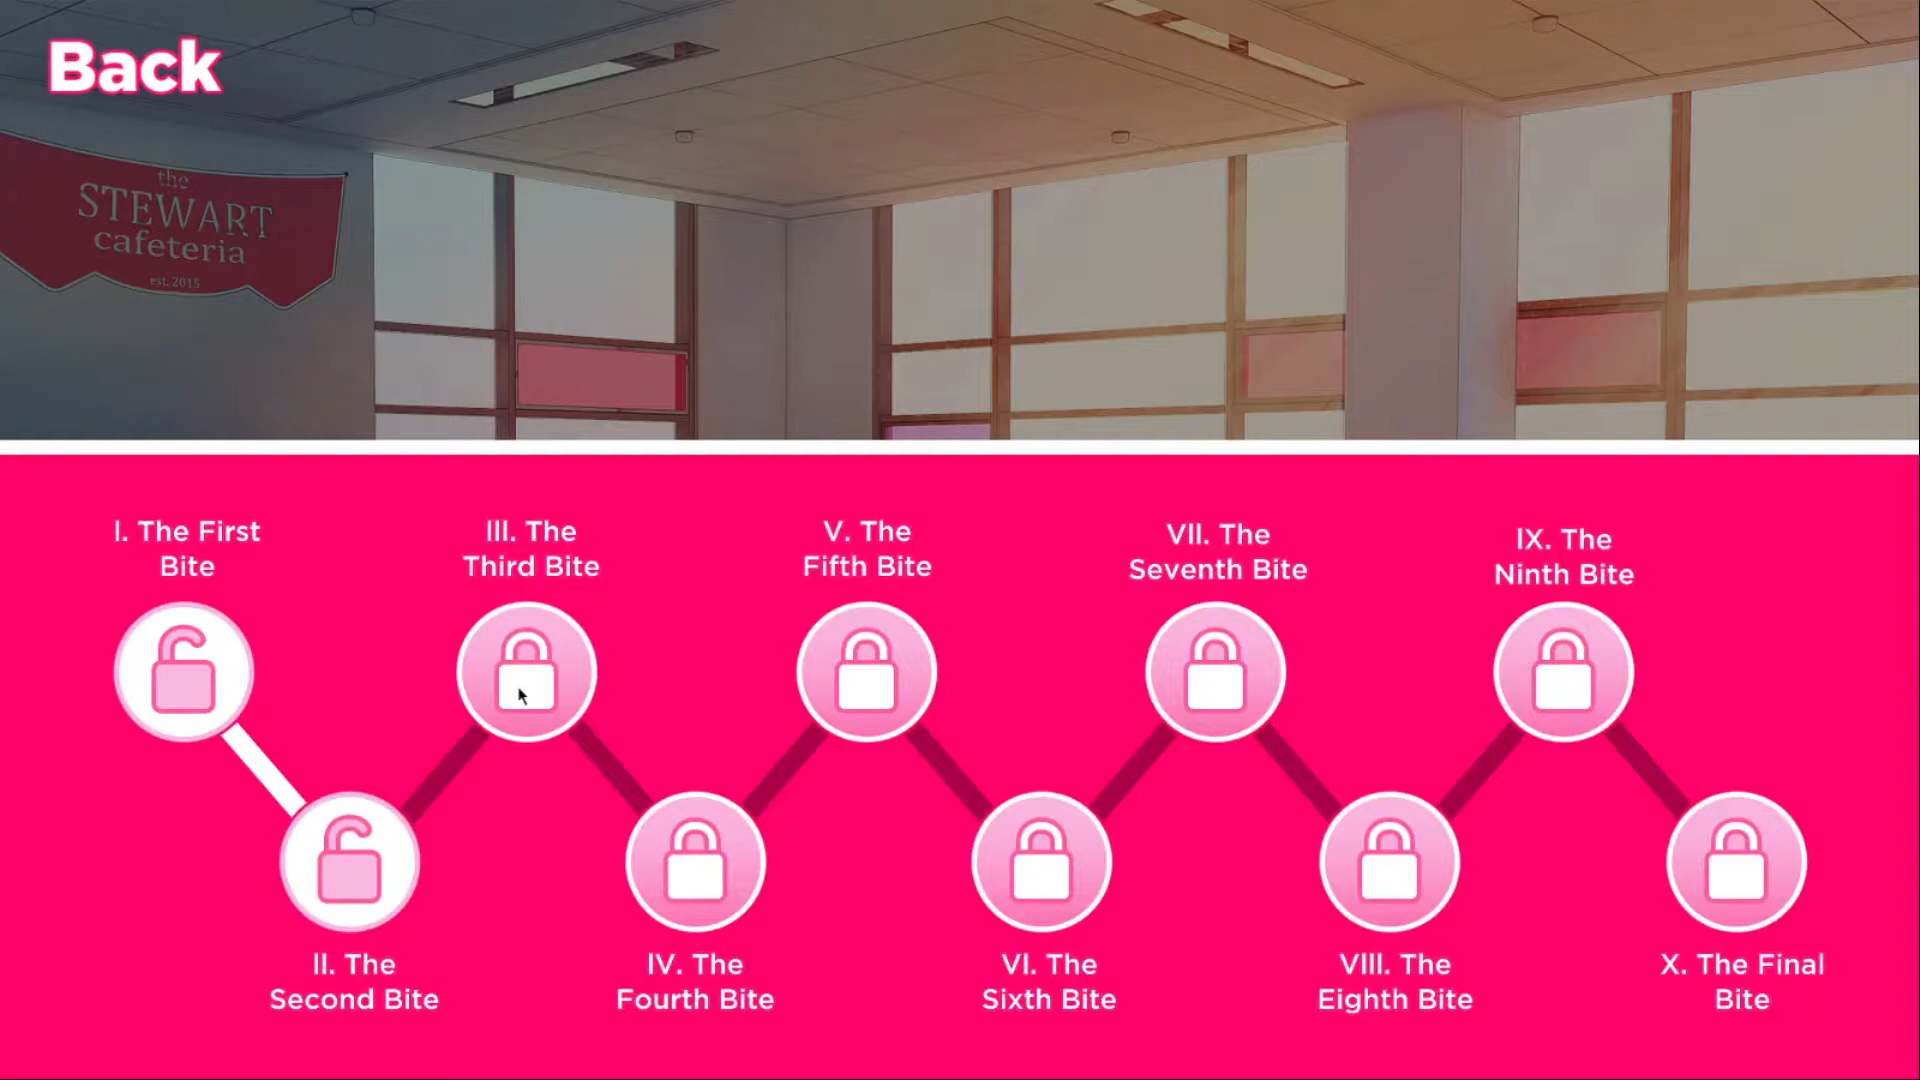 Back
the
STEWART
cafeteria
est. 2015
I. The First
Bite
III. The
Third Bite
V. The
Fifth Bite
VII. The
Seventh Bite
IX. The
Ninth Bite
II. The
Second Bite
IV. The
Fourth Bite
VI. The
Sixth Bite
VIII. The
Eighth Bite
X. The Final
Bite